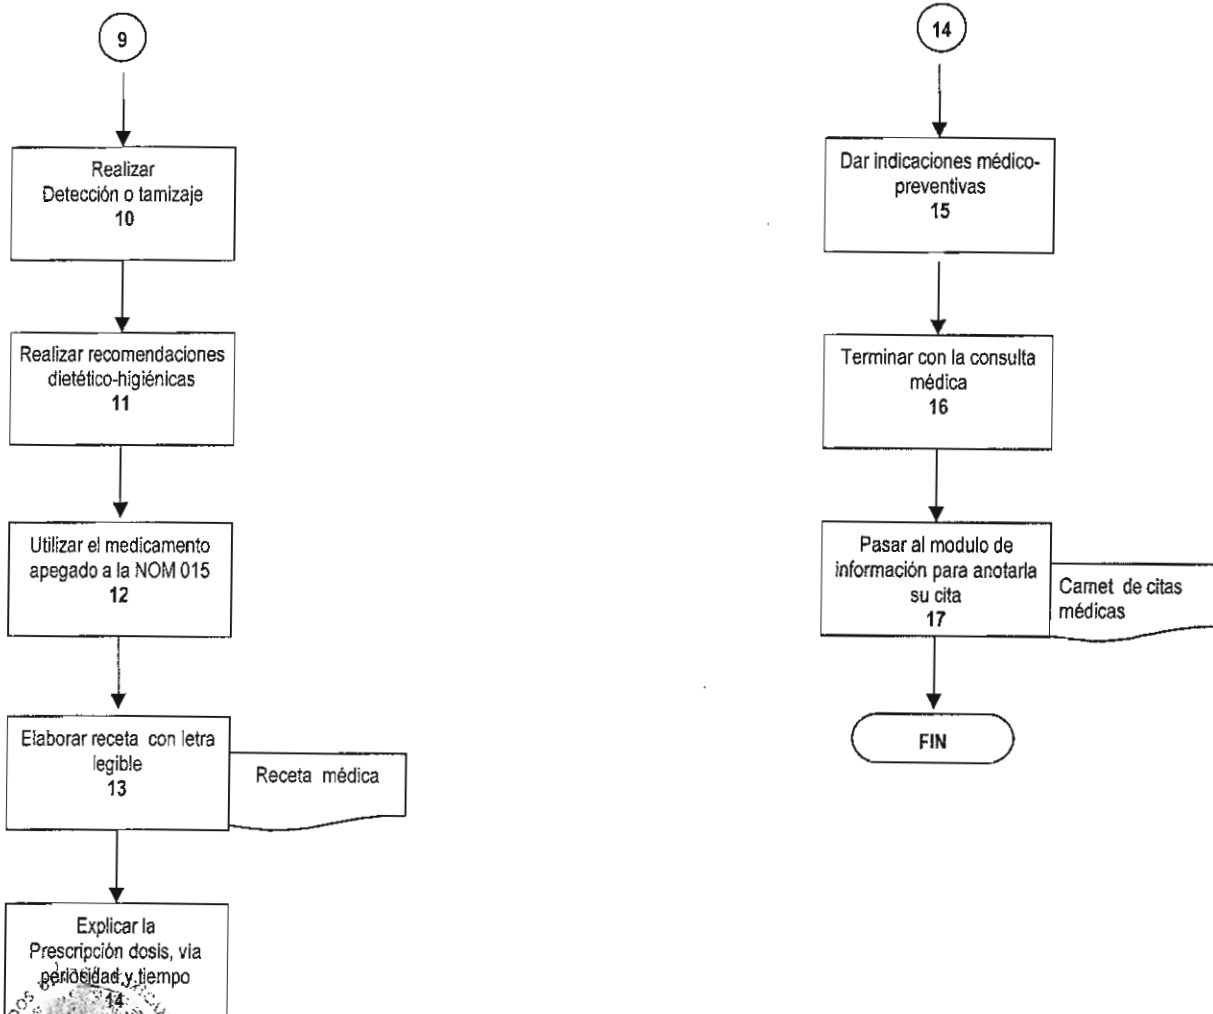 9
Realizar
Detección o tamizaje
10
Realizar recomendaciones
dietético-higiénicas
11
Utilizar el medicamento
apegado a la NOM 015
12
Elaborar receta con letra
legible
13
Receta médica
Explicar la
Prescripción dosis, via
periosidad y tiempo
14
14
Dar indicaciones médico-
preventivas
15
Terminar con la consulta
médica
16
Pasar al modulo de
información para anotarla
su cita
17
Carnet de citas
médicas
FIN